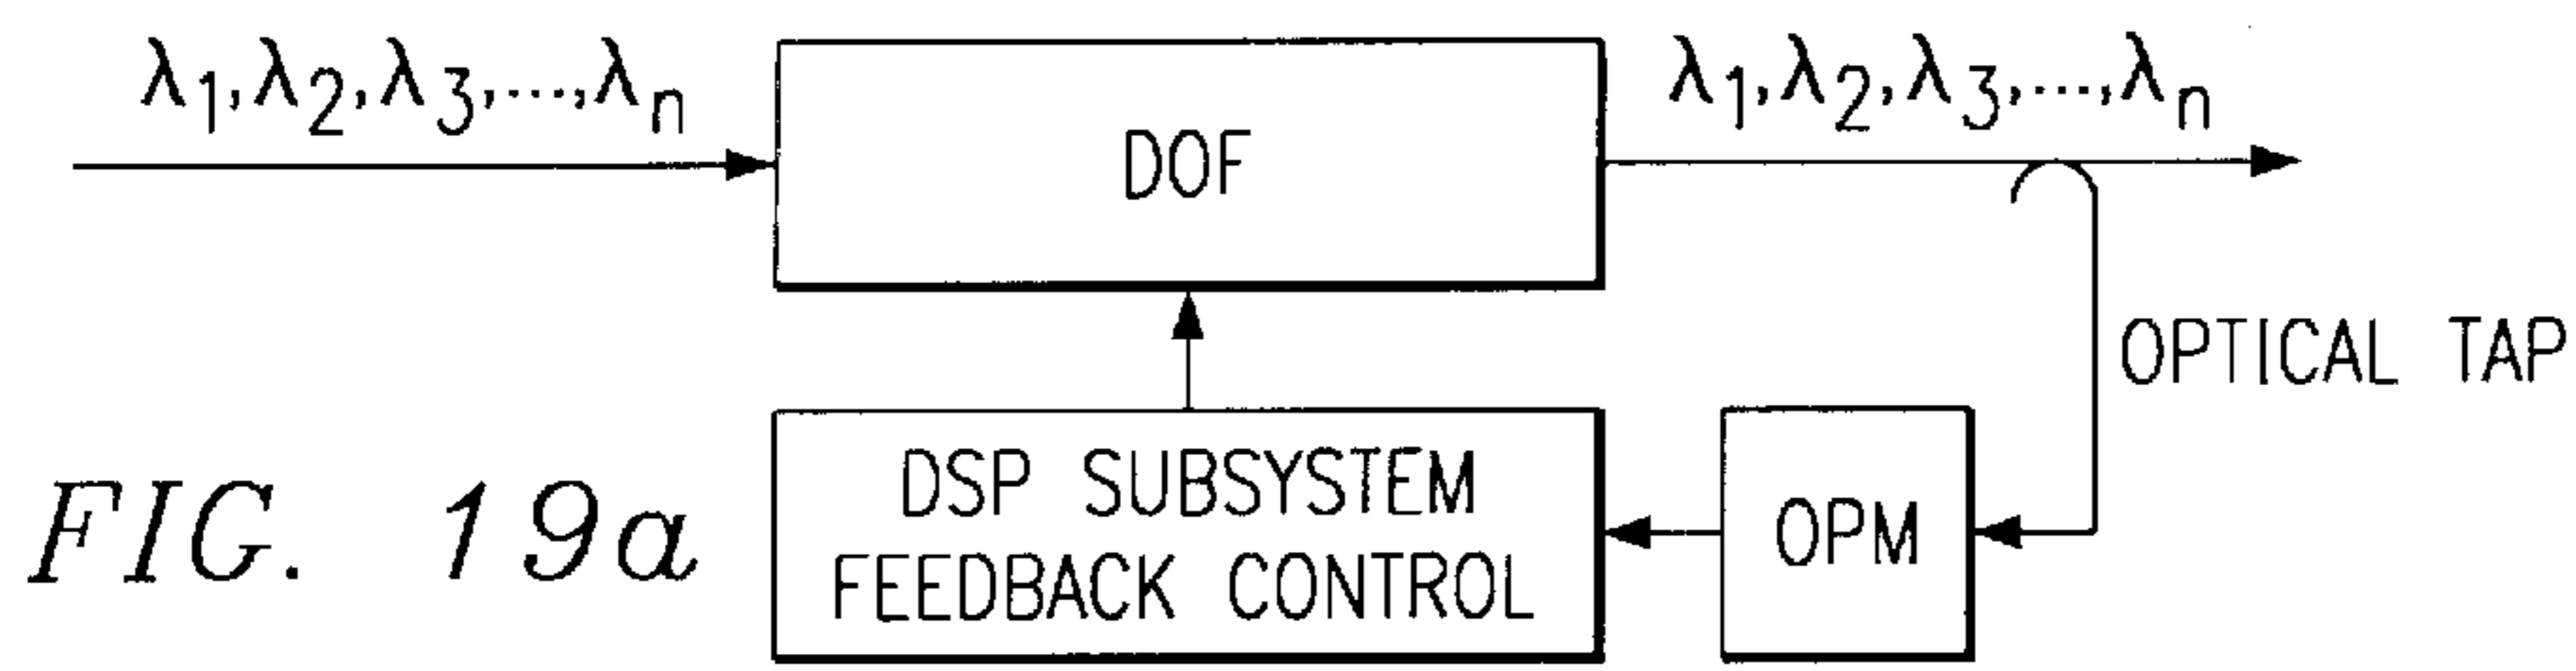 λ1, λ2, λ3,..., λn
λ1, λ2, λ3,..., λn
DOF
OPTICAL TAP
DSP SUBSYSTEM
FEEDBACK CONTROL
OPM
FIG. 19a